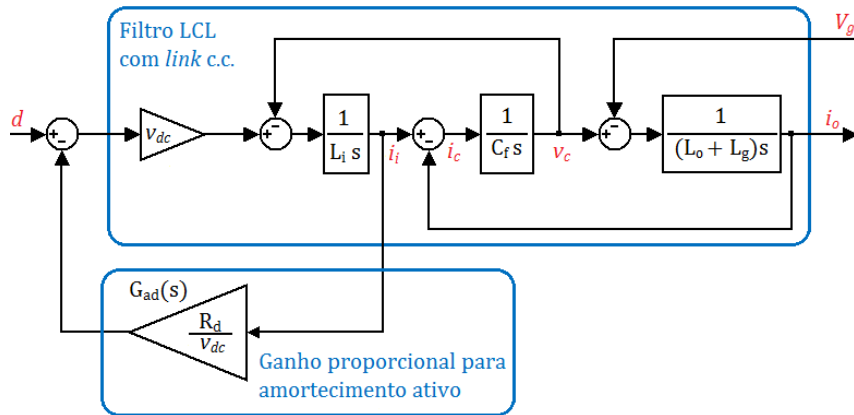 Filtro LCL
com link c.c.
V_g
d
+
−
v_dc
+
−
1
L_i s
i_i
+
−
i_c
1
C_f s
v_c
+
−
1
(L_o + L_g)s
i_o
G_ad(s)
R_d
v_dc
Ganho proporcional para
amortecimento ativo